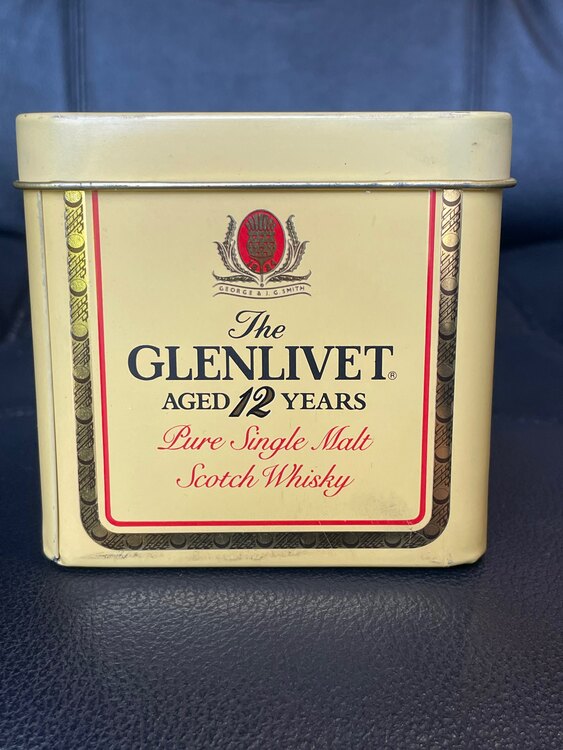 GEORGE & J. G. SMITH
The
GLENLIVET®
AGED 12 YEARS
Pure Single Malt
Scotch Whisky